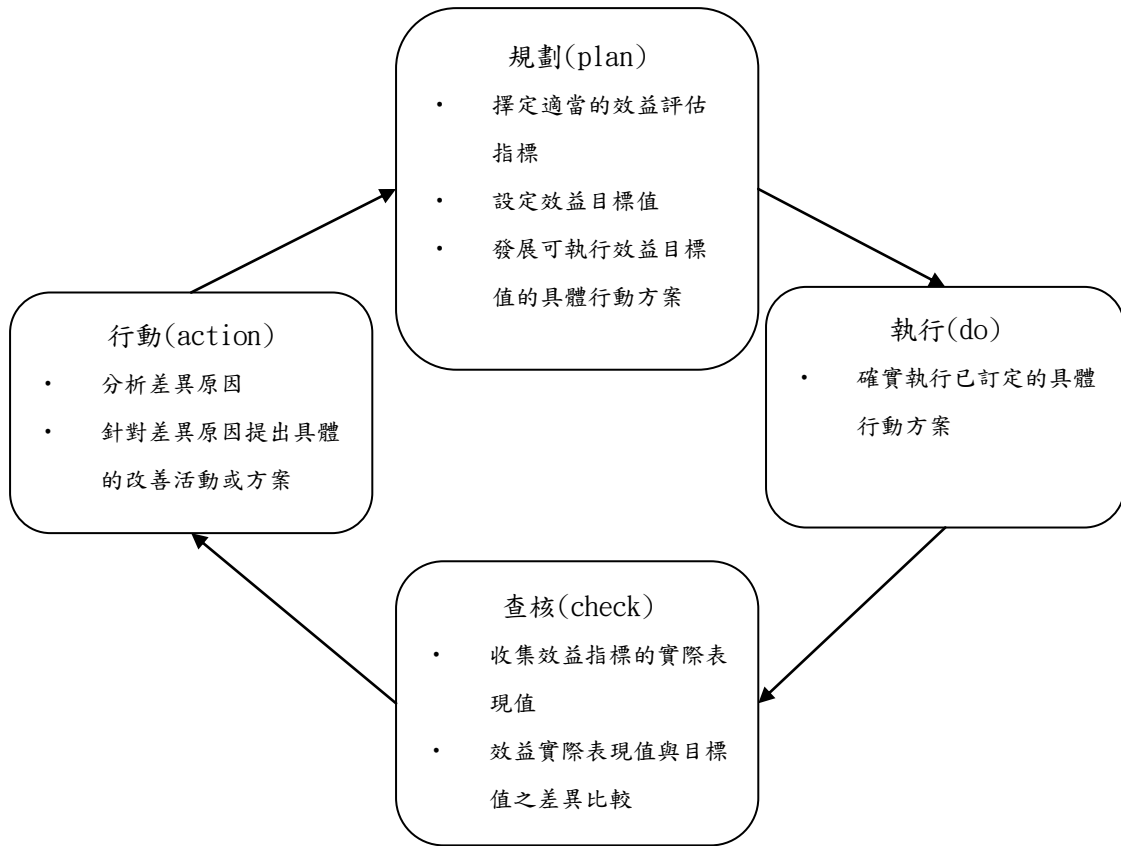 規劃(plan)
· 擇定適當的效益評估
指標
· 設定效益目標值
· 發展可執行效益目標
值的具體行動方案
執行(do)
· 確實執行已訂定的具體
行動方案
查核(check)
· 收集效益指標的實際表
現值
· 效益實際表現值與目標
值之差異比較
行動(action)
· 分析差異原因
· 針對差異原因提出具體
的改善活動或方案